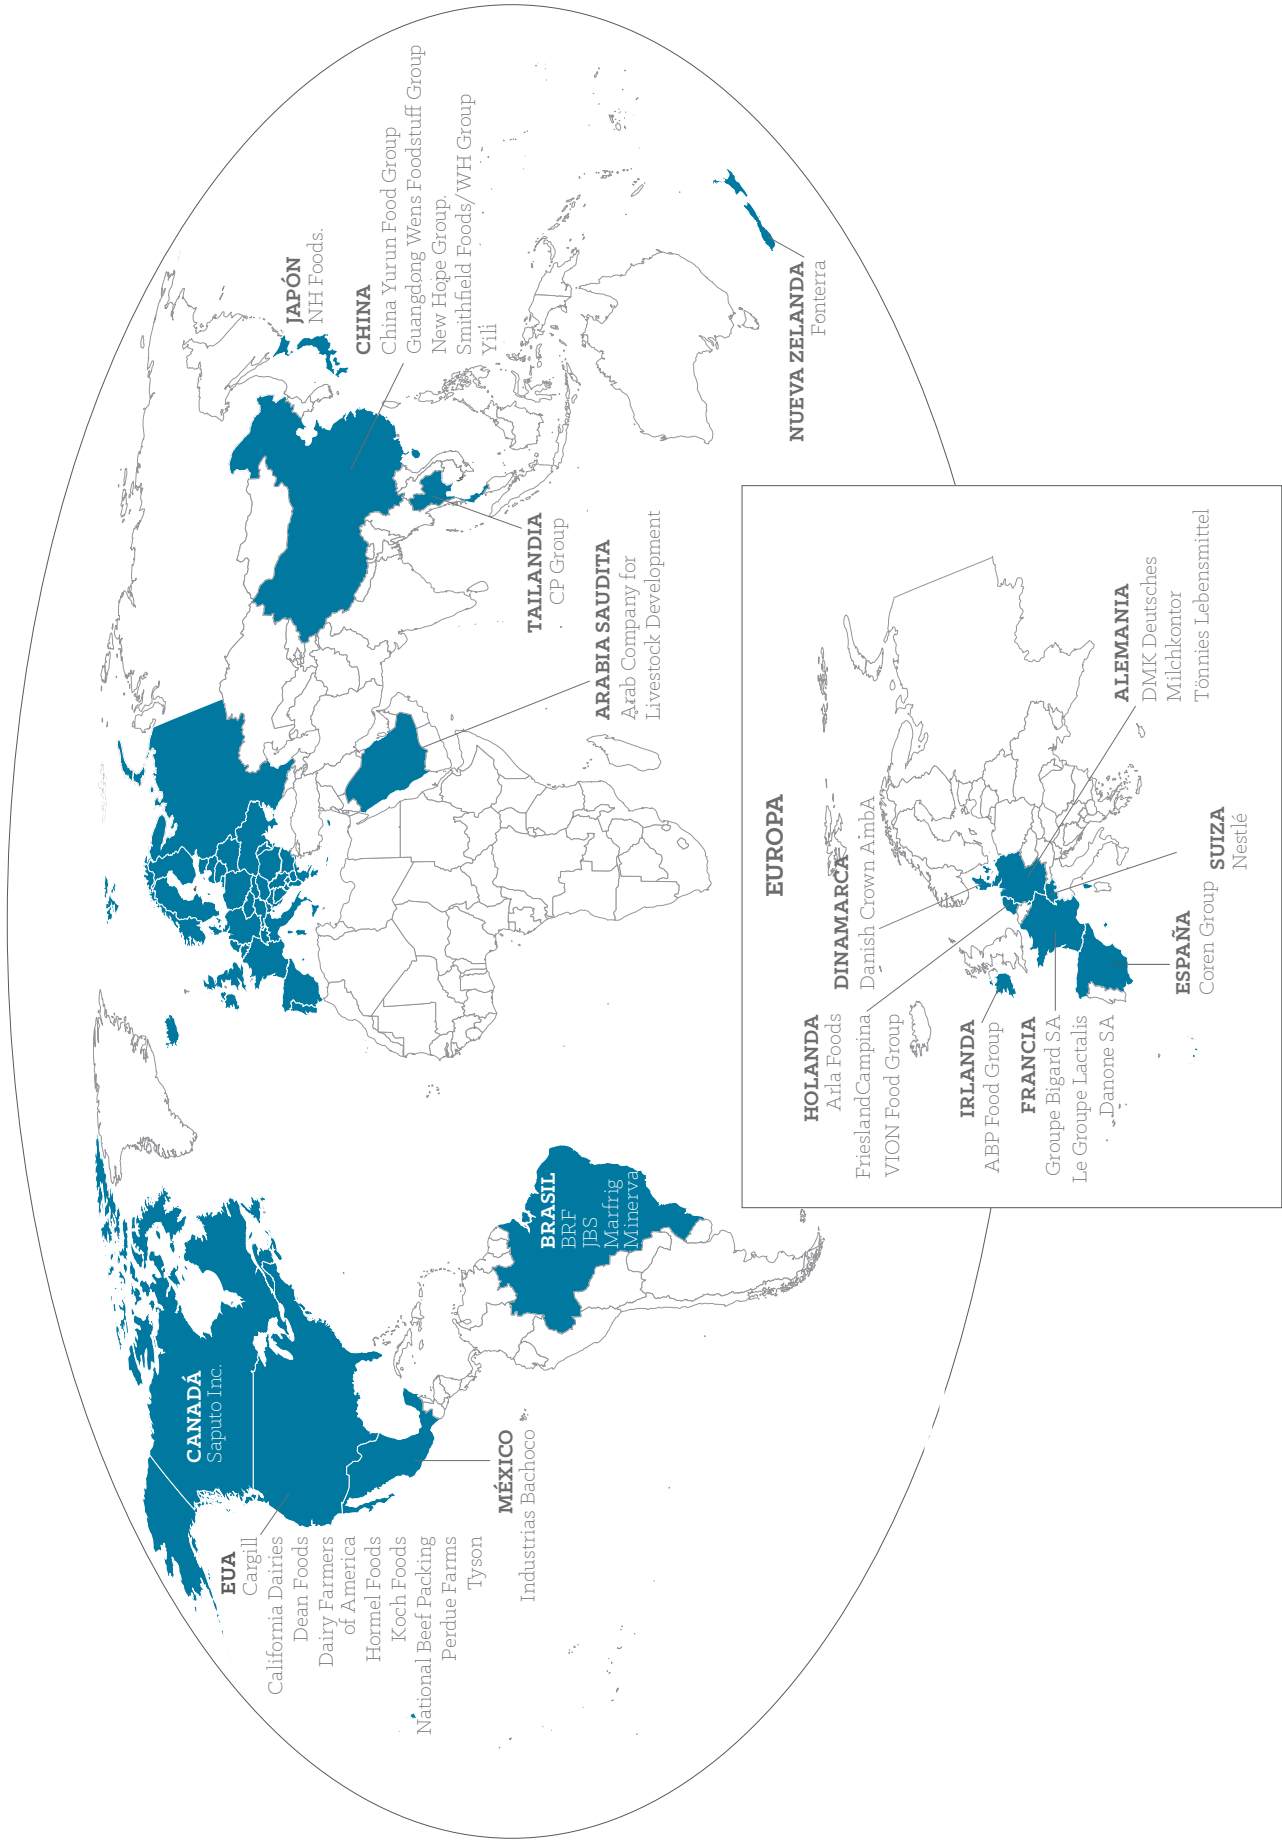 CANADÁ
Saputo Inc.
EUA
Cargill
California Dairies
Dean Foods
Dairy Farmers
of America
Hormel Foods
Koch Foods
National Beef Packing
Perdue Farms
Tyson
MÉXICO
Industrias Bachoco
BRASIL
BRF
JBS
Marfrig
Minerva
JAPÓN
NH Foods.
CHINA
China Yurun Food Group
Guangdong Wens Foodstuff Group
New Hope Group.
Smithfield Foods/WH Group
Yili
TAILANDIA
CP Group
ARABIA SAUDITA
Arab Company for
Livestock Development
NUEVA ZELANDA
Fonterra
EUROPA
HOLANDA
Arla Foods
FrieslandCampina
VION Food Group
DINAMARCA
Danish Crown AmbA
IRLANDA
ABP Food Group
FRANCIA
Groupe Bigard SA
Le Groupe Lactalis
Danone SA
ALEMANIA
DMK Deutsches
Milchkontor
Tönnies Lebensmittel
ESPAÑA
Coren Group
SUIZA
Nestlé